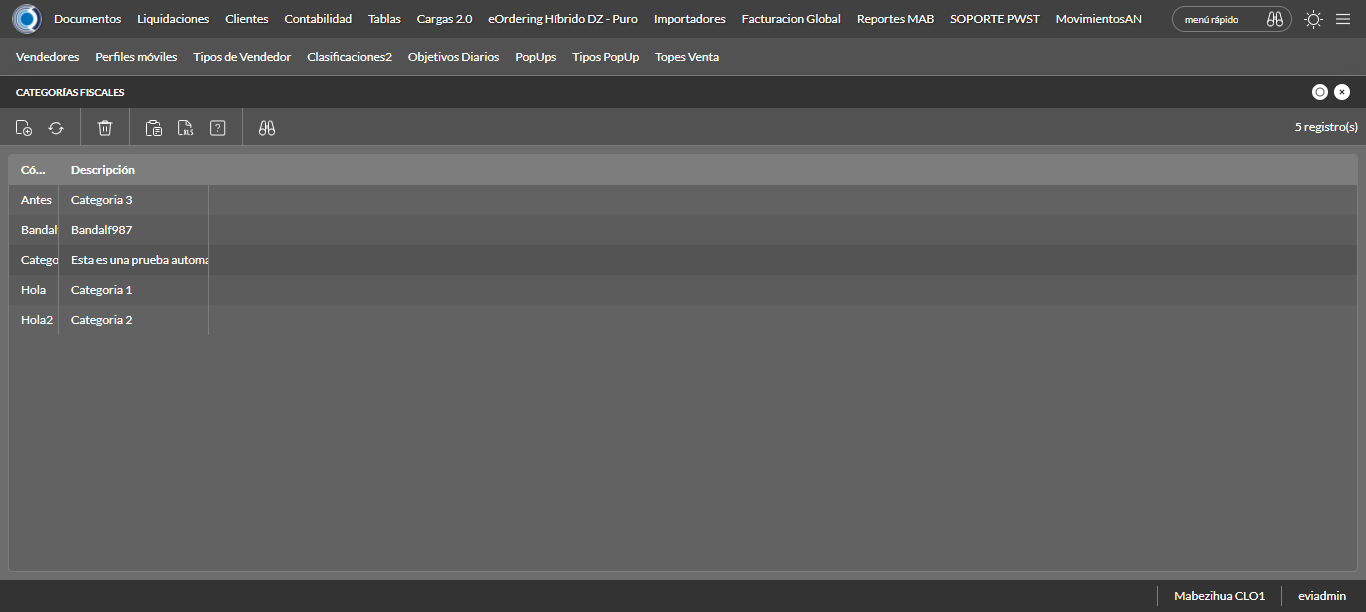 Documentos Liquidaciones Clientes Contabilidad Tablas Cargas 2.0 eOrdering Híbrido DZ - Puro Importadores Facturacion Global Reportes MAB SOPORTE PWST MovimientosAN menú rápido
Vendedores Perfiles móviles Tipos de Vendedor Clasificaciones2 Objetivos Diarios PopUps Tipos PopUp Topes Venta
CATEGORÍAS FISCALES
XLS ? 5 registro(s)
Có... Descripción
Antes Categoria 3
Bandalf Bandalf987
Catego Esta es una prueba automa
Hola Categoria 1
Hola2 Categoria 2
Mabezihua CLO1 eviadmin